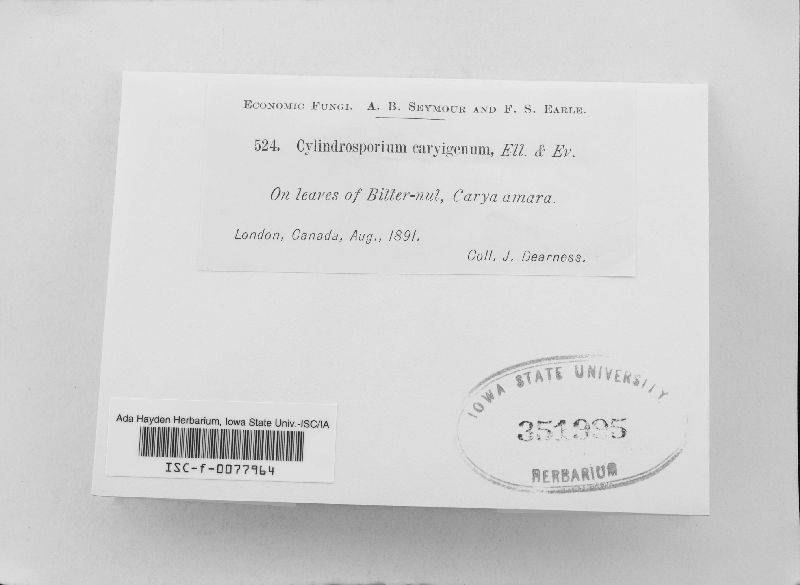 Economic Fungi. A. B. Seymour and F. S. Earle.
524. Cylindrosporium caryigenum, Ell. & Ev.
On leaves of Bitter-nut, Carya amara.
London, Canada, Aug., 1891.
Coll. J. Dearness.
IOWA STATE UNIVERSITY
351995
HERBARIUM
Ada Hayden Herbarium, Iowa State Univ.-ISC/IA
ISC-f-0077964